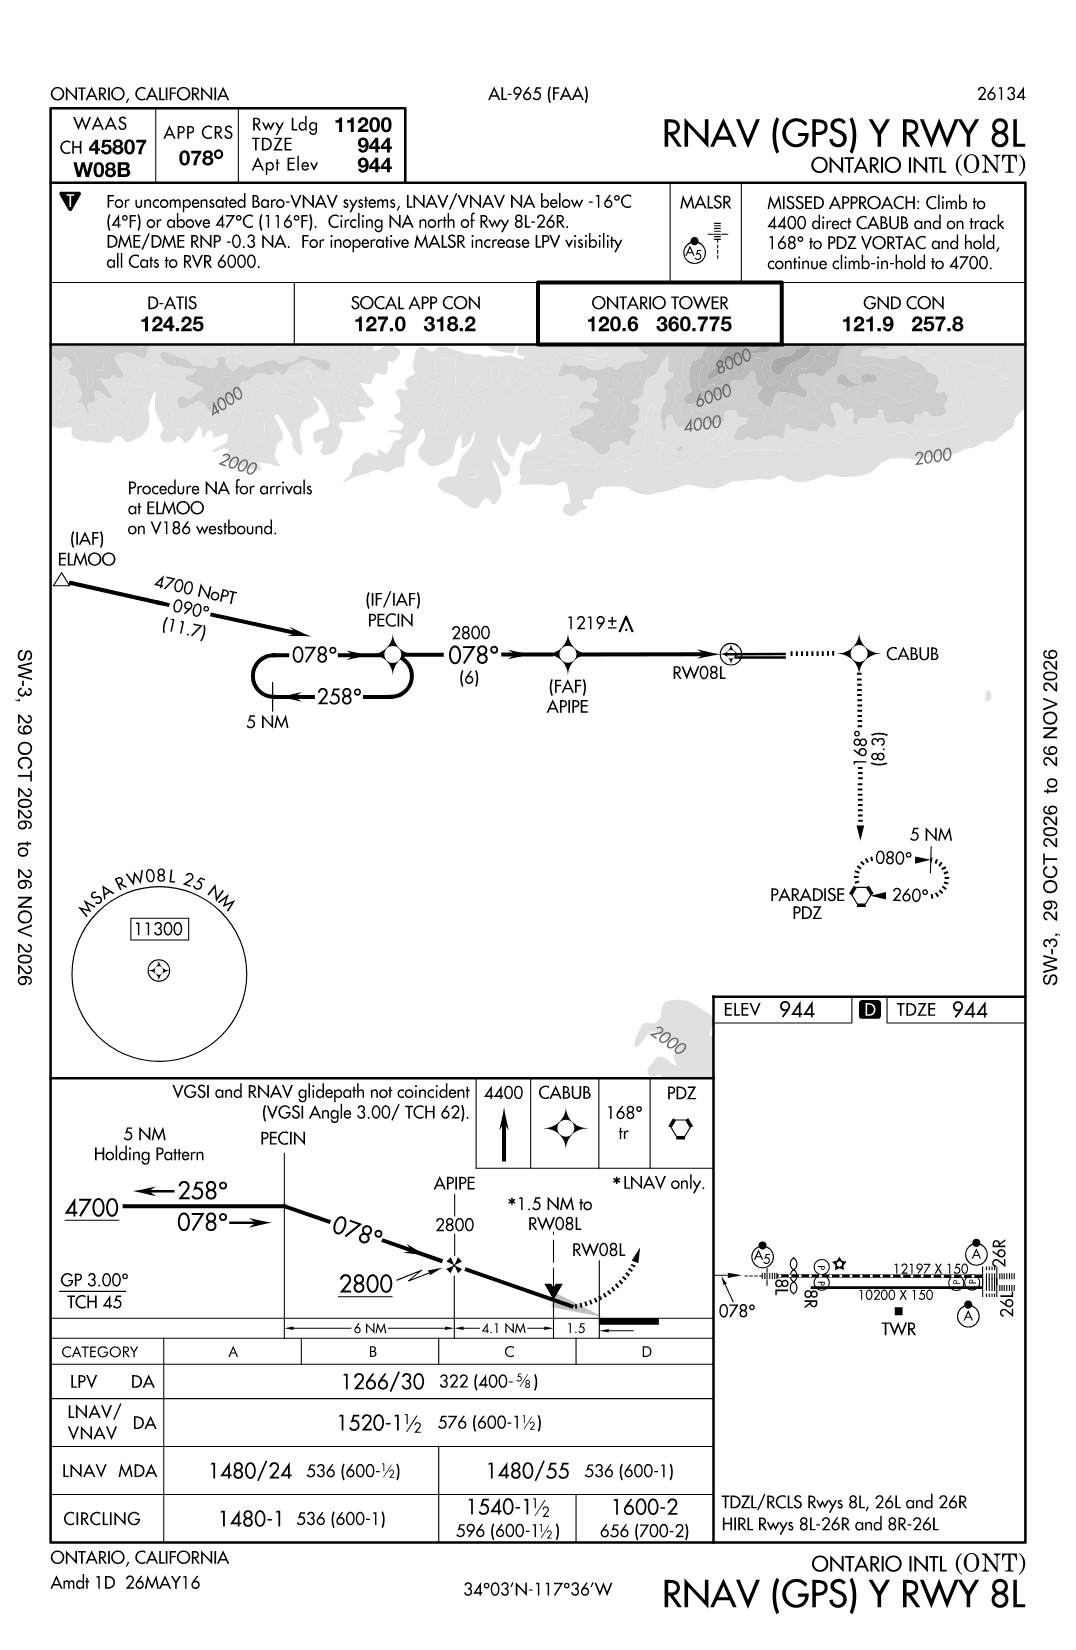 ONTARIO, CALIFORNIA
AL-965 (FAA)
26134
WAAS
CH 45807
W08B
APP CRS
078°
Rwy Ldg 11200
TDZE 944
Apt Elev 944
RNAV (GPS) Y RWY 8L
ONTARIO INTL (ONT)
T
For uncompensated Baro-VNAV systems, LNAV/VNAV NA below -16°C
(4°F) or above 47°C (116°F). Circling NA north of Rwy 8L-26R.
DME/DME RNP -0.3 NA. For inoperative MALSR increase LPV visibility
all Cats to RVR 6000.
MALSR
A5
MISSED APPROACH: Climb to
4400 direct CABUB and on track
168° to PDZ VORTAC and hold,
continue climb-in-hold to 4700.
D-ATIS
124.25
SOCAL APP CON
127.0 318.2
ONTARIO TOWER
120.6 360.775
GND CON
121.9 257.8
8000
6000
4000
4000
2000
2000
Procedure NA for arrivals
at ELMOO
on V186 westbound.
(IAF)
ELMOO
4700 NoPT
090°
(11.7)
(IF/IAF)
PECIN
078°
258°
5 NM
2800
078°
(6)
1219±
(FAF)
APIPE
RW08L
CABUB
168°
(8.3)
5 NM
080°
260°
PARADISE
PDZ
MSA RW08L 25 NM
11300
2000
SW-3, 29 OCT 2026 to 26 NOV 2026
SW-3, 29 OCT 2026 to 26 NOV 2026
ELEV 944
D
TDZE 944
VGSI and RNAV glidepath not coincident
(VGSI Angle 3.00/ TCH 62).
4400
CABUB
168°
tr
PDZ
5 NM
Holding Pattern
PECIN
4700
258°
078°
078°
APIPE
2800
2800
*LNAV only.
*1.5 NM to
RW08L
RW08L
GP 3.00°
TCH 45
6 NM
4.1 NM
1.5
A5
P
A
26R
12197 X 150
8L
8R
10200 X 150
P
P
26L
078°
TWR
A
CATEGORY A B C D
LPV DA 1266/30 322 (400-⅝)
LNAV/
VNAV DA 1520-1½ 576 (600-1½)
LNAV MDA 1480/24 536 (600-½) 1480/55 536 (600-1)
CIRCLING 1480-1 536 (600-1)
1540-1½
596 (600-1½)
1600-2
656 (700-2)
TDZL/RCLS Rwys 8L, 26L and 26R
HIRL Rwys 8L-26R and 8R-26L
ONTARIO, CALIFORNIA
Amdt 1D 26MAY16
34°03'N-117°36'W
ONTARIO INTL (ONT)
RNAV (GPS) Y RWY 8L